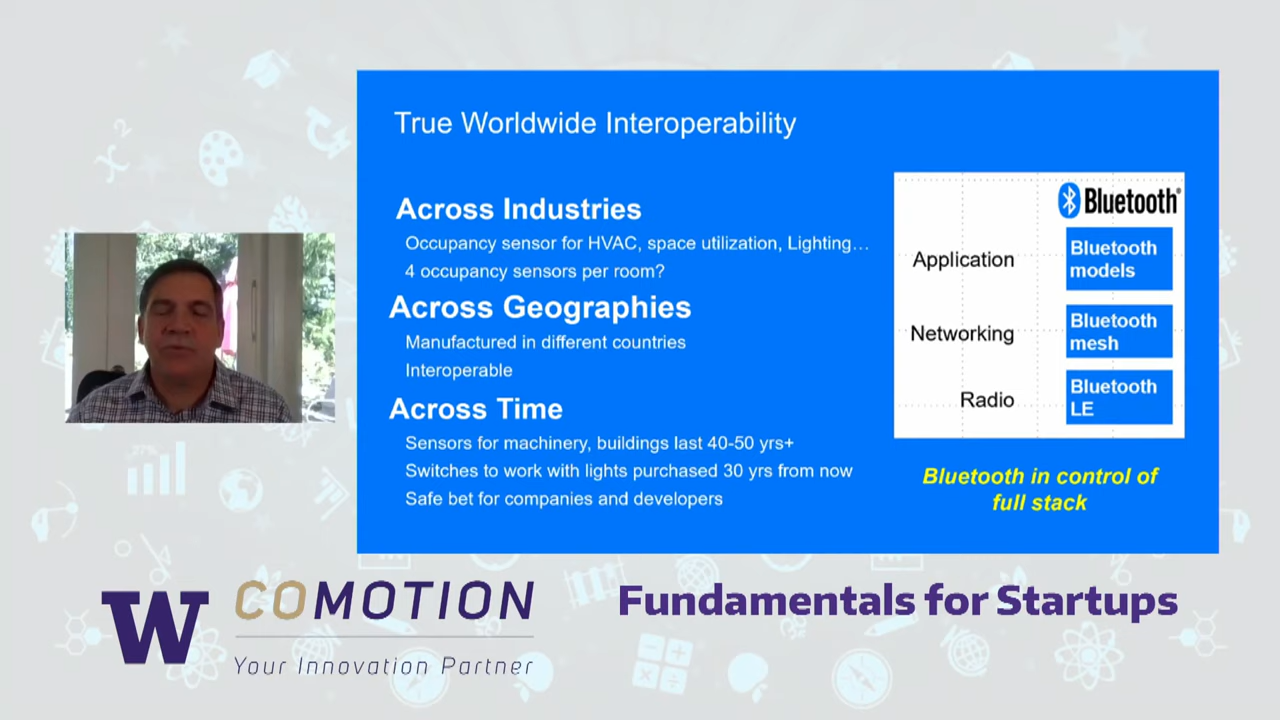 True Worldwide Interoperability
Across Industries
Occupancy sensor for HVAC, space utilization, Lighting…
4 occupancy sensors per room?
Across Geographies
Manufactured in different countries
Interoperable
Across Time
Sensors for machinery, buildings last 40-50 yrs+
Switches to work with lights purchased 30 yrs from now
Safe bet for companies and developers
Bluetooth®
Application
Bluetooth
models
Networking
Bluetooth
mesh
Radio
Bluetooth
LE
Bluetooth in control of
full stack
W
COMOTION
Your Innovation Partner
Fundamentals for Startups
x²
27%